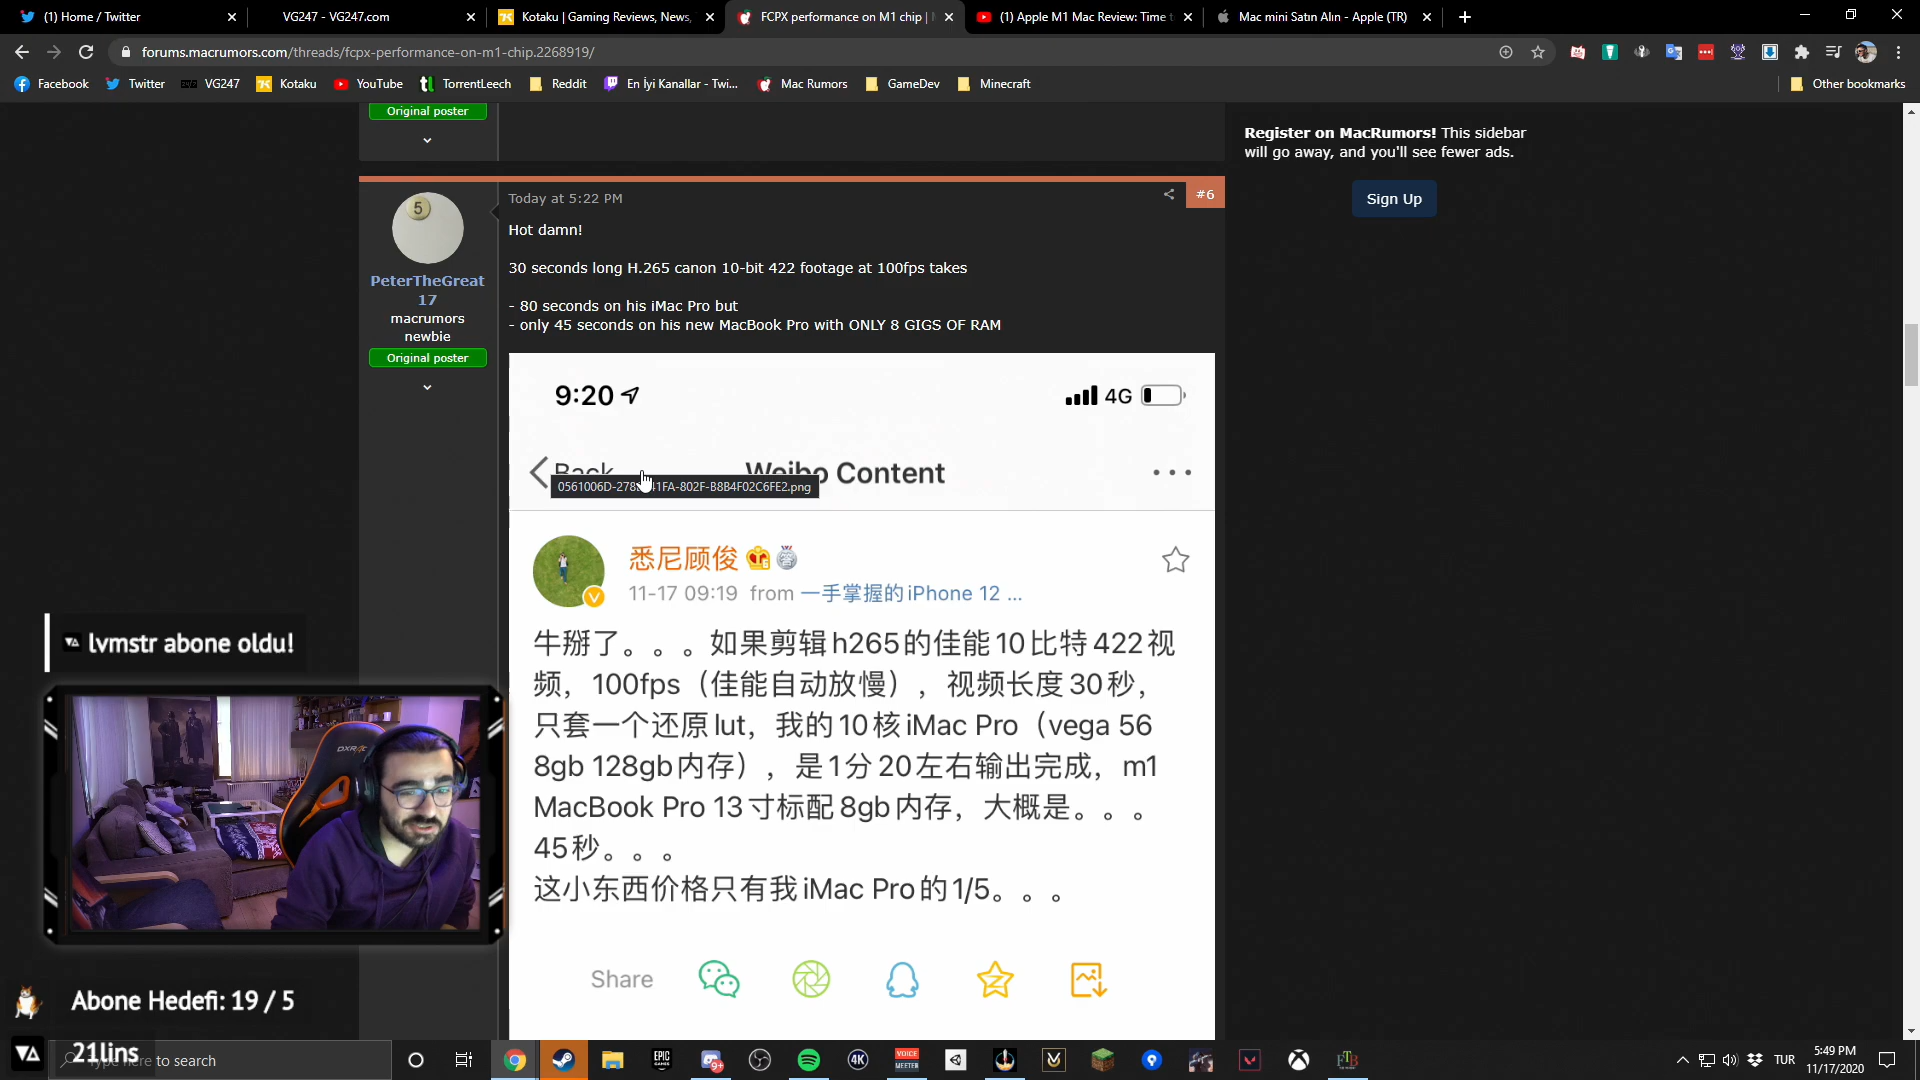 (1) Home / Twitter
VG247 - VG247.com
Kotaku | Gaming Reviews, News,
FCPX performance on M1 chip |
(1) Apple M1 Mac Review: Time
Mac mini Satın Alın - Apple (TR)
forums.macrumors.com/threads/fcpx-performance-on-m1-chip.2268919/
Facebook
Twitter
VG247
Kotaku
YouTube
TorrentLeech
Reddit
En İyi Kanallar - Twi...
Mac Rumors
GameDev
Minecraft
Other bookmarks
Original poster
Register on MacRumors! This sidebar
will go away, and you'll see fewer ads.
Sign Up
Today at 5:22 PM
#6
5
PeterTheGreat
17
macrumors
newbie
Original poster
Hot damn!
30 seconds long H.265 canon 10-bit 422 footage at 100fps takes
- 80 seconds on his iMac Pro but
- only 45 seconds on his new MacBook Pro with ONLY 8 GIGS OF RAM
9:20
4G
Back
Weibo Content
悉尼顾俊
11-17 09:19 from 一手掌握的iPhone 12 ...
牛掰了。。。如果剪辑h265的佳能10比特422视
频，100fps（佳能自动放慢），视频长度30秒，
只套一个还原lut，我的10核iMac Pro（vega 56
8gb 128gb内存），是1分20左右输出完成，m1
MacBook Pro 13寸标配8gb内存，大概是。。。
45秒。。。
这小东西价格只有我iMac Pro的1/5。。。
Share
lvmstr abone oldu!
DXRACER
Abone Hedefi: 19 / 5
21lins
to search
EPIC GAMES
9+
4K
VOICE MEETER
FTB
TUR
5:49 PM
11/17/2020